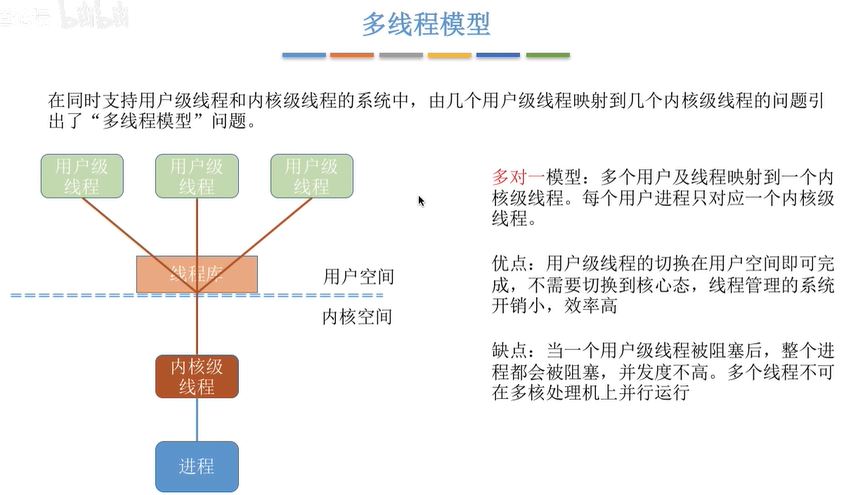 多线程模型
在同时支持用户级线程和内核级线程的系统中，由几个用户级线程映射到几个内核级线程的问题引
出了“多线程模型”问题。
用户级
线程
用户级
线程
用户级
线程
线程库
用户空间
内核空间
内核级
线程
进程
多对一模型：多个用户及线程映射到一个内
核级线程。每个用户进程只对应一个内核级
线程。
优点：用户级线程的切换在用户空间即可完
成，不需要切换到核心态，线程管理的系统
开销小，效率高
缺点：当一个用户级线程被阻塞后，整个进
程都会被阻塞，并发度不高。多个线程不可
在多核处理机上并行运行